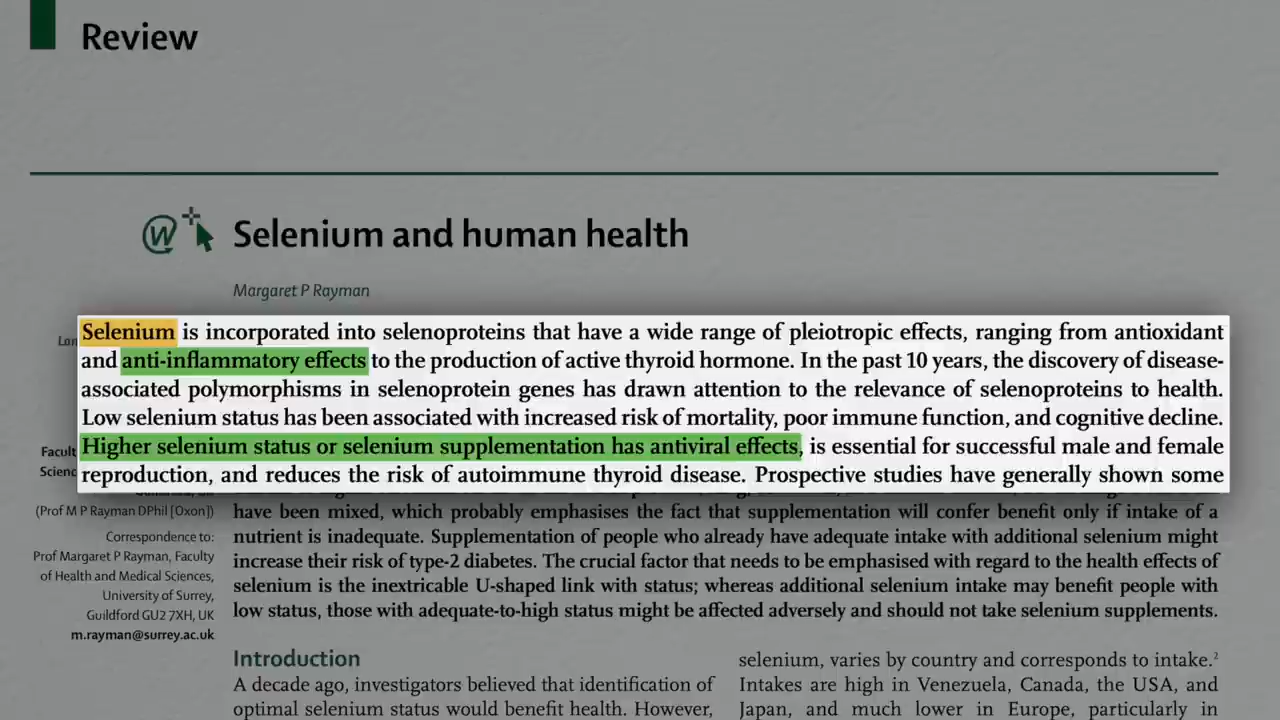 Review
Selenium and human health
Margaret P Rayman
Selenium is incorporated into selenoproteins that have a wide range of pleiotropic effects, ranging from antioxidant
and anti-inflammatory effects to the production of active thyroid hormone. In the past 10 years, the discovery of disease-
associated polymorphisms in selenoprotein genes has drawn attention to the relevance of selenoproteins to health.
Low selenium status has been associated with increased risk of mortality, poor immune function, and cognitive decline.
Higher selenium status or selenium supplementation has antiviral effects, is essential for successful male and female
reproduction, and reduces the risk of autoimmune thyroid disease. Prospective studies have generally shown some
have been mixed, which probably emphasises the fact that supplementation will confer benefit only if intake of a
nutrient is inadequate. Supplementation of people who already have adequate intake with additional selenium might
increase their risk of type-2 diabetes. The crucial factor that needs to be emphasised with regard to the health effects of
selenium is the inextricable U-shaped link with status; whereas additional selenium intake may benefit people with
low status, those with adequate-to-high status might be affected adversely and should not take selenium supplements.
(Prof M P Rayman DPhil [Oxon])
Correspondence to:
Prof Margaret P Rayman, Faculty
of Health and Medical Sciences,
University of Surrey,
Guildford GU2 7XH, UK
m.rayman@surrey.ac.uk
Introduction
A decade ago, investigators believed that identification of
optimal selenium status would benefit health. However,
selenium, varies by country and corresponds to intake.2
Intakes are high in Venezuela, Canada, the USA, and
Japan, and much lower in Europe, particularly in